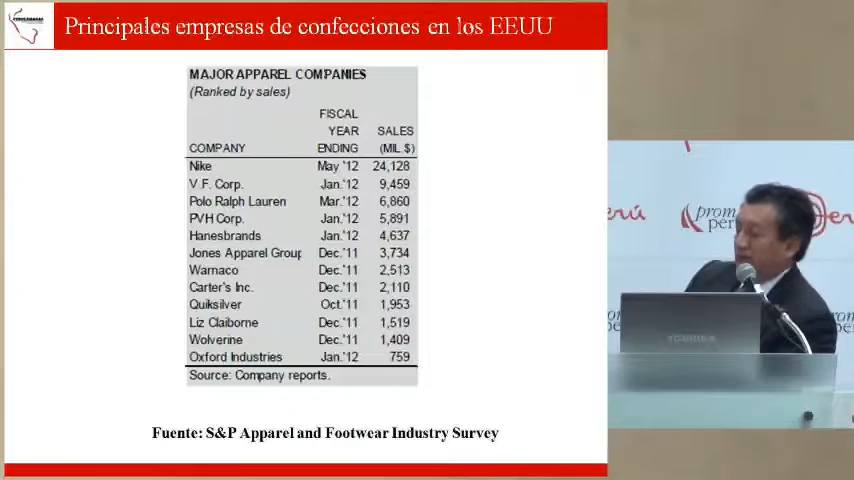 Principales empresas de confecciones en los EEUU
MAJOR APPAREL COMPANIES
(Ranked by sales)
FISCAL
YEAR SALES
COMPANY ENDING (MIL.$)
Nike May '12 24,128
V.F. Corp. Jan.'12 9,459
Polo Ralph Lauren Mar.'12 6,860
PVH Corp. Jan.'12 5,891
Hanesbrands Jan.'12 4,637
Jones Apparel Group Dec.'11 3,734
Warnaco Dec.'11 2,513
Carter's Inc. Dec.'11 2,110
Quiksilver Oct.'11 1,953
Liz Claiborne Dec.'11 1,519
Wolverine Dec.'11 1,409
Oxford Industries Jan.'12 759
Source: Company reports.
Fuente: S&P Apparel and Footwear Industry Survey
prom
perú
TOSHIBA